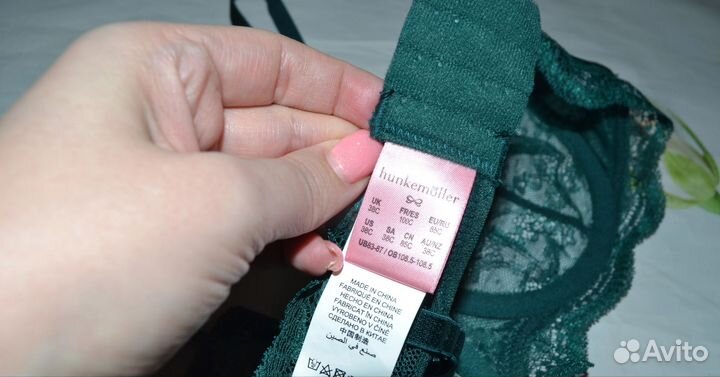 hunkemöller
UK FR/ES EU/RU
38C 100C 85C
US SA CN AU/NZ
38C 38C 85C 38C
UB83-87 / OB108.5-108.5
MADE IN CHINA
FABRIQUE EN CHINE
HECHO EN CHINA
FABRICAT ÎN CHINA
VYROBENO V ČÍNĚ
СДЕЛАНО В КИТАЕ
中国制造
صنع في الصين
Avito